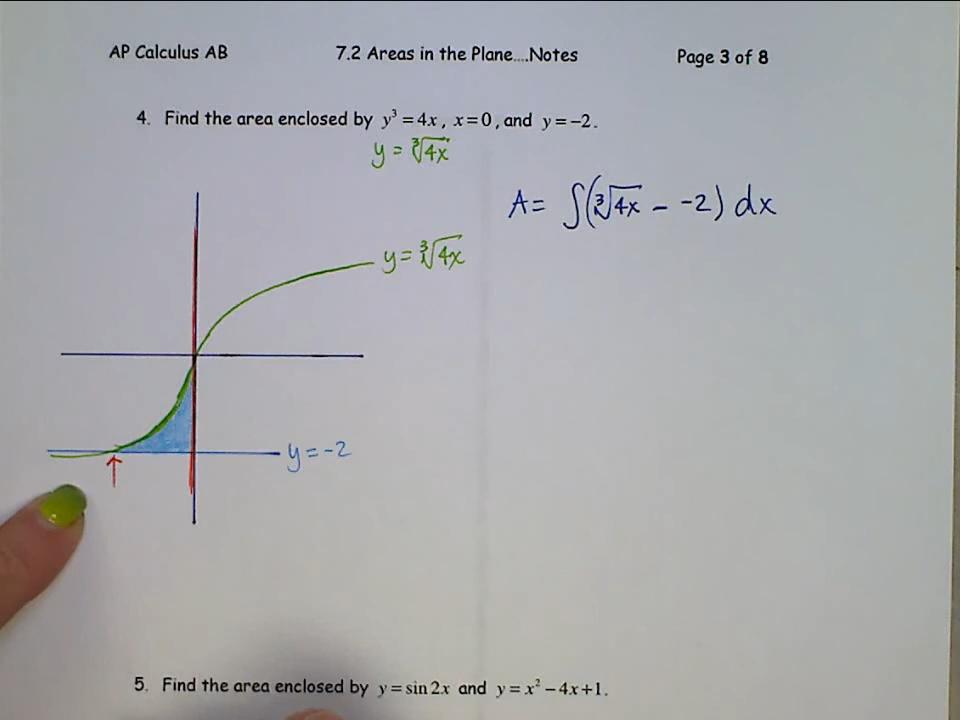 AP Calculus AB 7.2 Areas in the Plane....Notes Page 3 of 8
4. Find the area enclosed by y³ = 4x, x = 0, and y = −2.
y = ∛4x
A = ∫(∛4x − -2) dx
y = ∛4x
y = −2
5. Find the area enclosed by y = sin 2x and y = x² − 4x + 1.